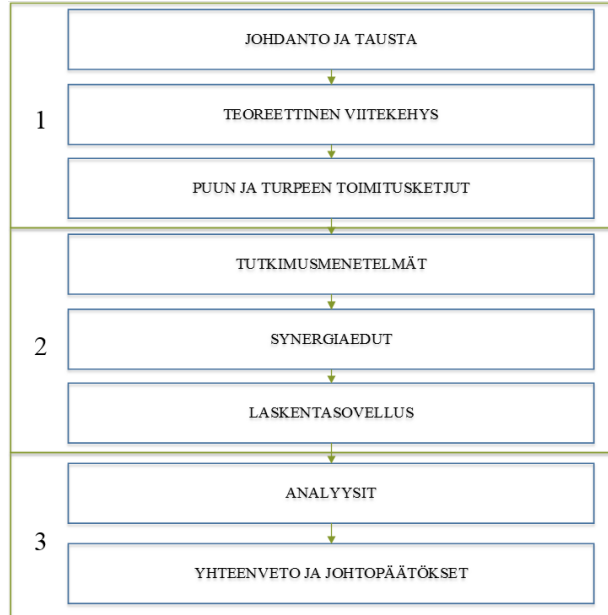 JOHDANTO JA TAUSTA
1
TEOREETTINEN VIITEKEHYS
PUUN JA TURPEEN TOIMITUSKETJUT
TUTKIMUSMENETELMÄT
2
SYNERGIAEDUT
LASKENTASOVELLUS
ANALYYSIT
3
YHTEENVETO JA JOHTOPÄÄTÖKSET